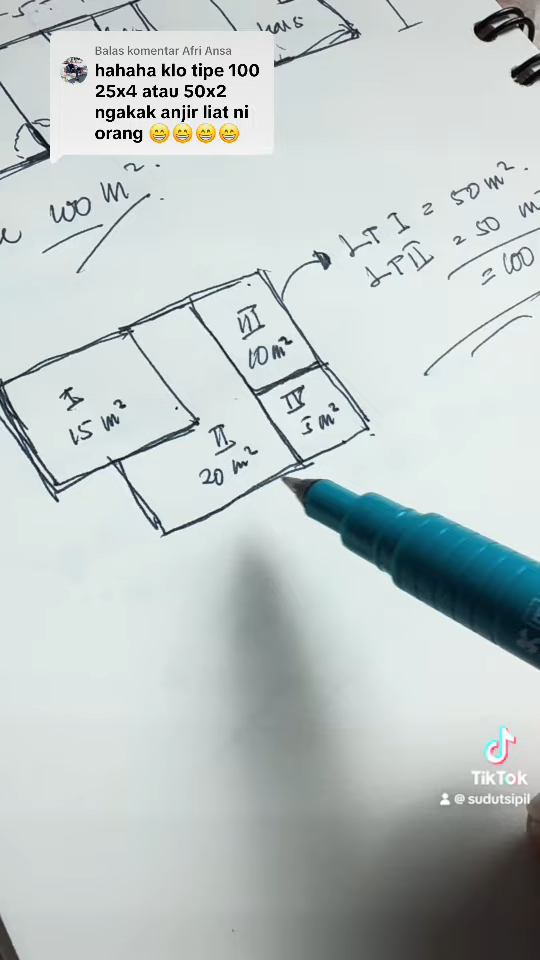 Balas komentar Afri Ansa
hahaha klo tipe 100
25x4 atau 50x2
ngakak anjir liat ni
orang 😁😁😁😁
100 m².
LT I = 50 m².
LT II = 50 m
= 100
III
10 m²
I
15 m²
IV
5 m²
II
20 m²
TikTok
@ sudutsipil